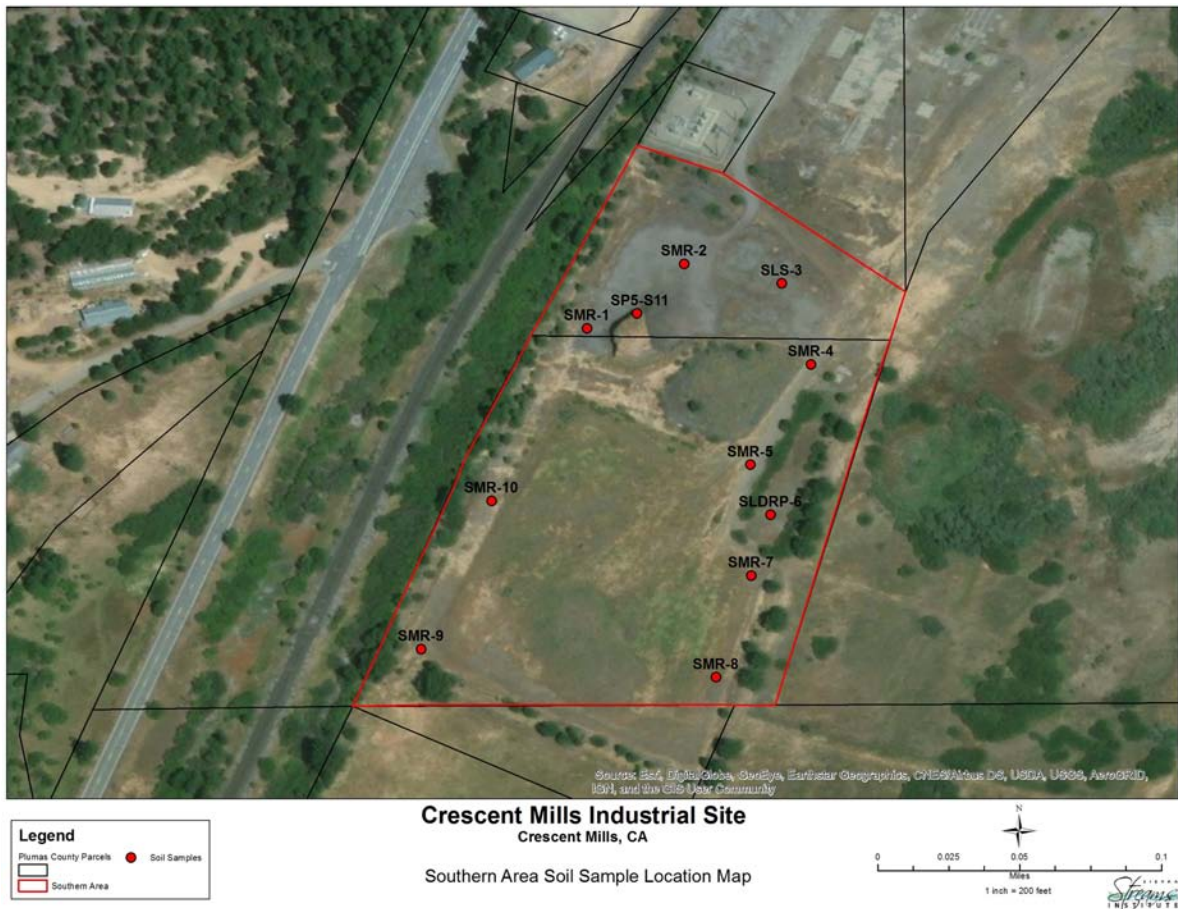 SMR-2
SLS-3
SP5-S11
SMR-1
SMR-4
SMR-5
SMR-10
SLDRP-6
SMR-7
SMR-9
SMR-8
Source: Esri, DigitalGlobe, GeoEye, Earthstar Geographics, CNES/Airbus DS, USDA, USGS, AeroGRID,
IGN, and the GIS User Community
Crescent Mills Industrial Site
Crescent Mills, CA
Southern Area Soil Sample Location Map
Legend
Plumas County Parcels
Soil Samples
Southern Area
N
0 0.025 0.05 0.1
Miles
1 inch = 200 feet
SIERRA
Streams
INSTITUTE